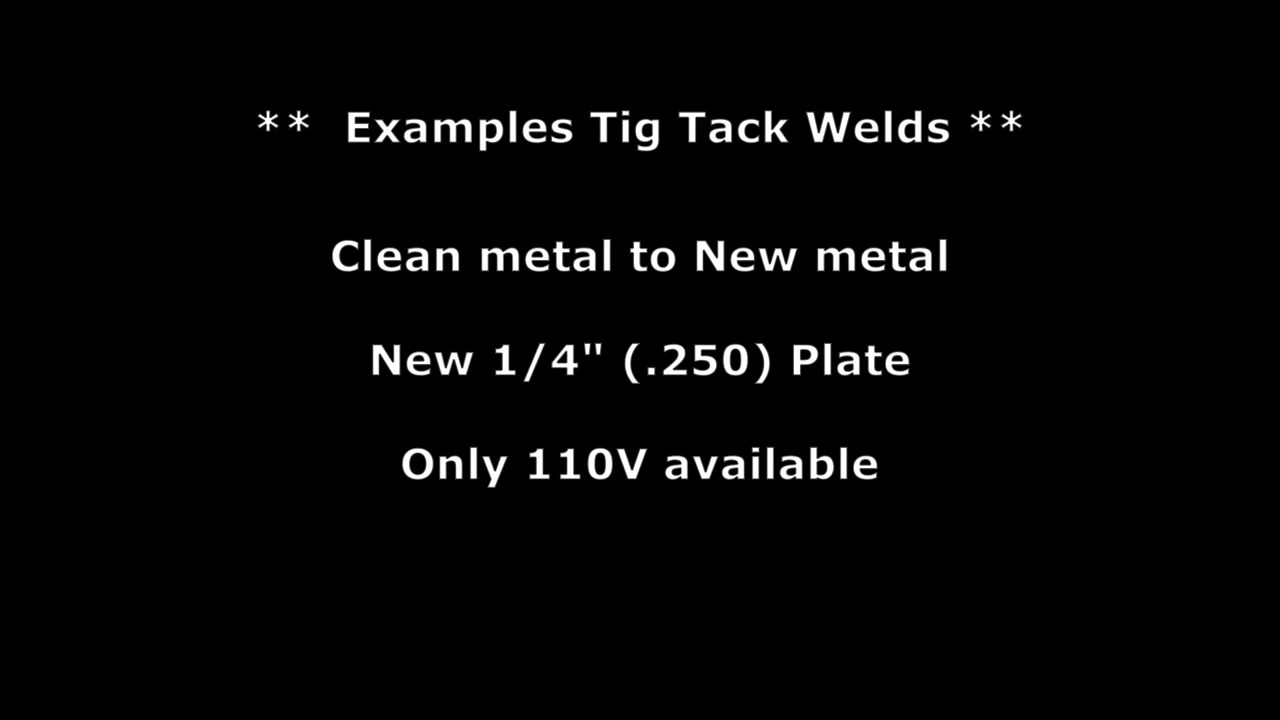 ** Examples Tig Tack Welds **
Clean metal to New metal
New 1/4" (.250) Plate
Only 110V available